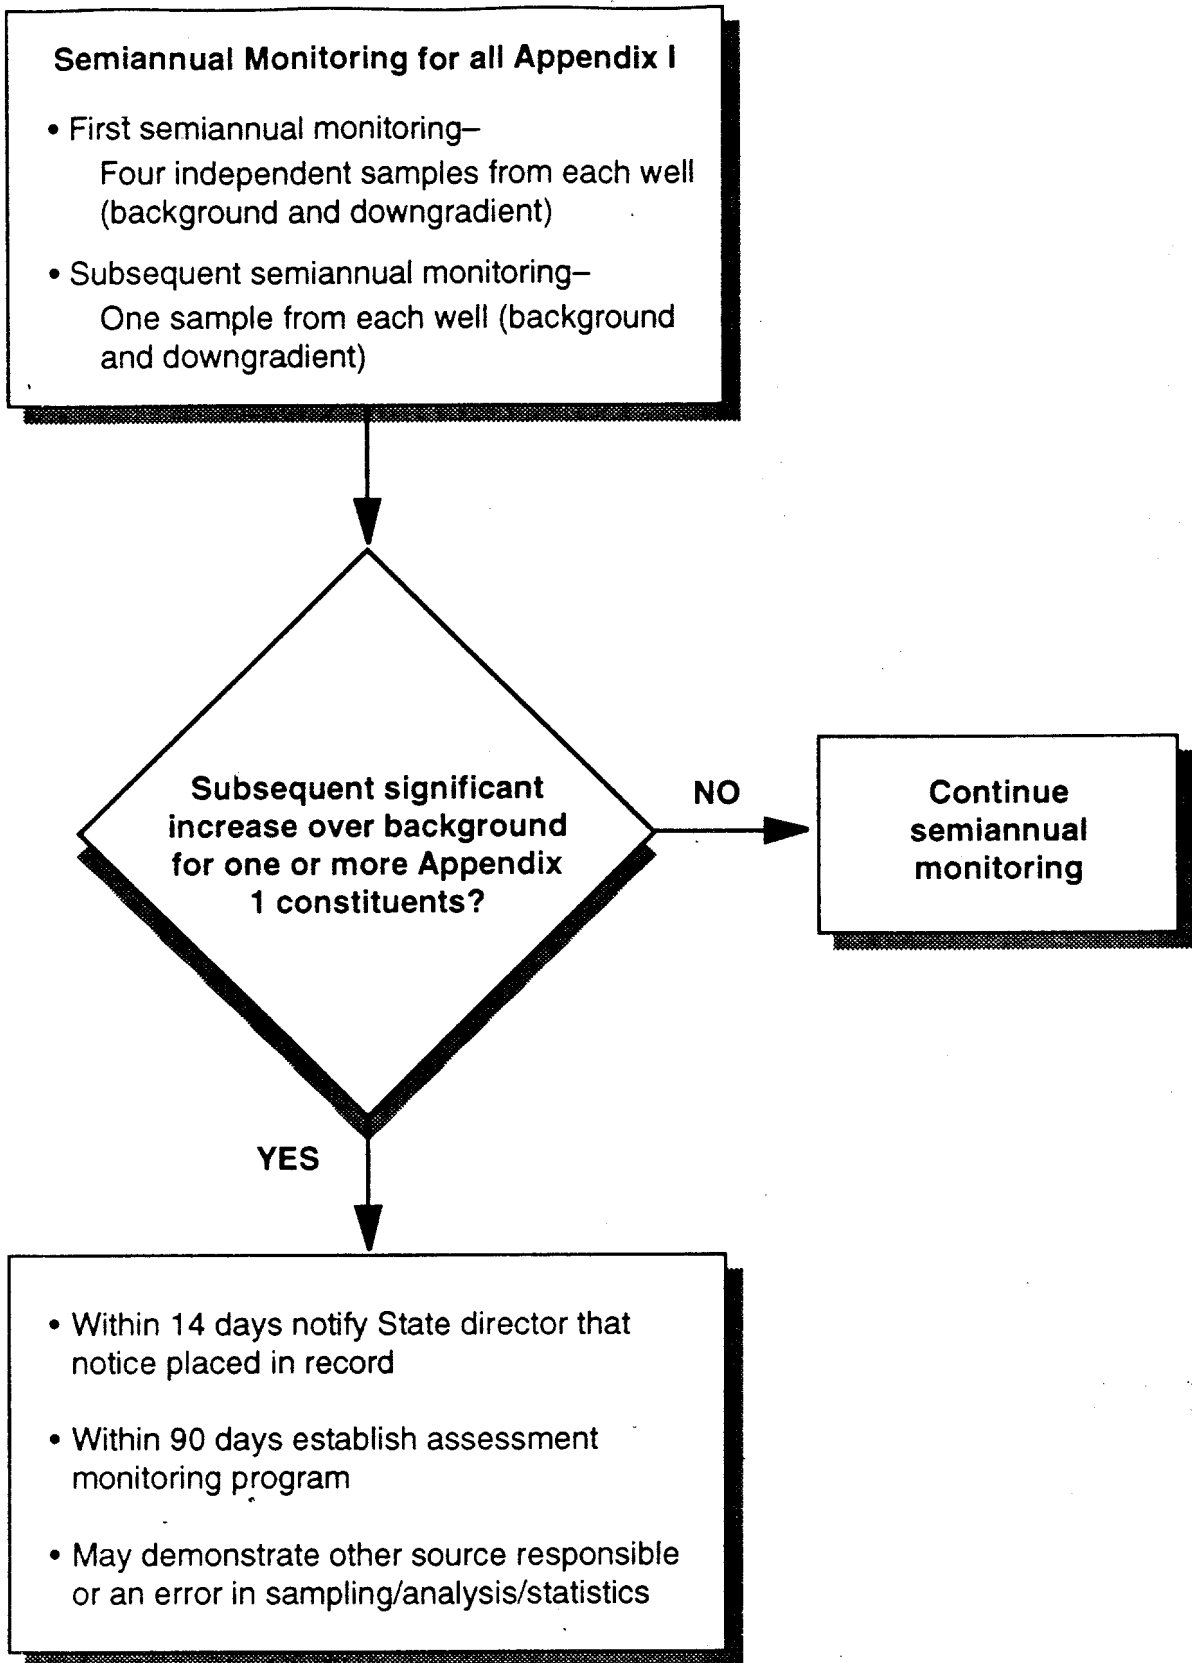 Semiannual Monitoring for all Appendix I
• First semiannual monitoring–
Four independent samples from each well
(background and downgradient)
• Subsequent semiannual monitoring–
One sample from each well (background
and downgradient)
Subsequent significant
increase over background
for one or more Appendix
1 constituents?
NO
Continue
semiannual
monitoring
YES
• Within 14 days notify State director that
notice placed in record
• Within 90 days establish assessment
monitoring program
• May demonstrate other source responsible
or an error in sampling/analysis/statistics